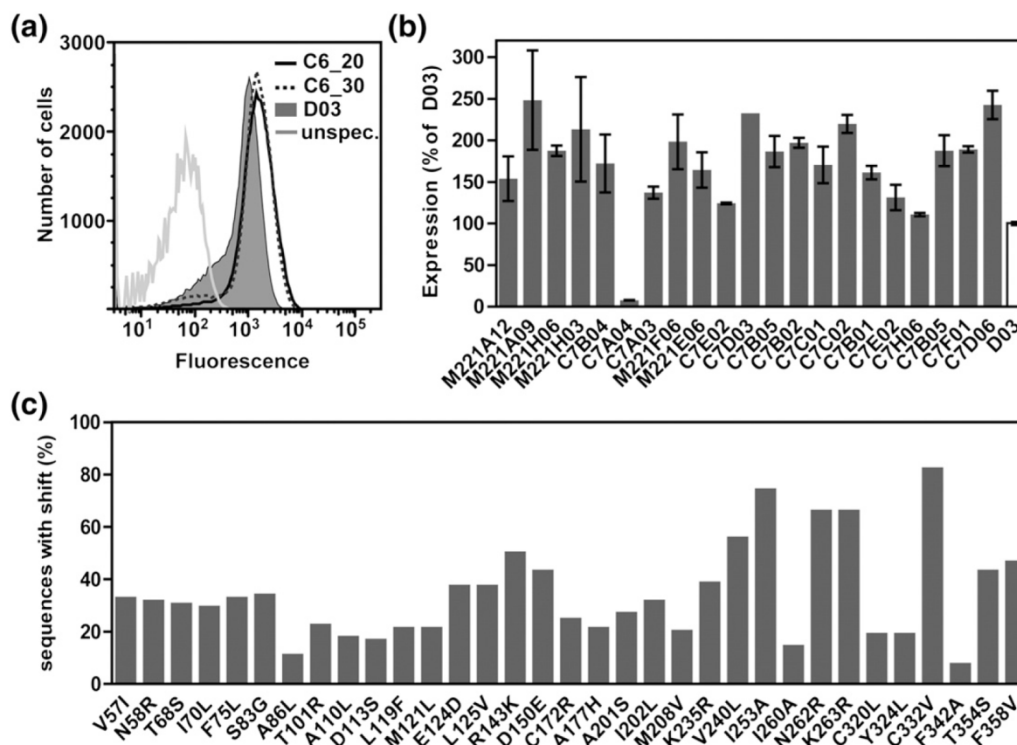 (a)
3000
2000
1000
0
Number of cells
10¹ 10² 10³ 10⁴ 10⁵
Fluorescence
C6_20
C6_30
D03
unspec.
(b)
300
250
200
150
100
50
0
Expression (% of D03)
M221A12
M221A09
M221H06
M221H03
C7B04
C7A04
C7A03
M221F06
M221E06
C7E02
C7D03
C7B05
C7B02
C7C01
C7C02
C7B01
C7E02
C7H06
C7B05
C7F01
C7D06
D03
(c)
100
80
60
40
20
0
sequences with shift (%)
V57I
N58R
T68S
I70L
F75L
S83G
A86L
T101R
A110L
D113S
L119F
M121L
E124D
L125V
R143K
D150E
C172R
A177H
A201S
I202L
M208V
K235R
V240L
I253A
I260A
N262R
K263R
C320L
Y324L
C332V
F342A
T354S
F358V